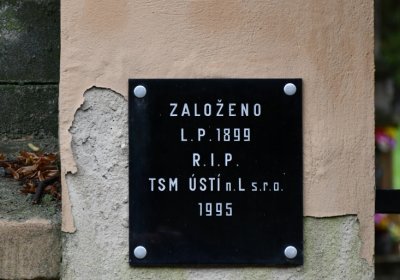 ZALOŽENO
L.P.1899
R.I.P.
TSM ÚSTÍ n.L s.r.o.
1995